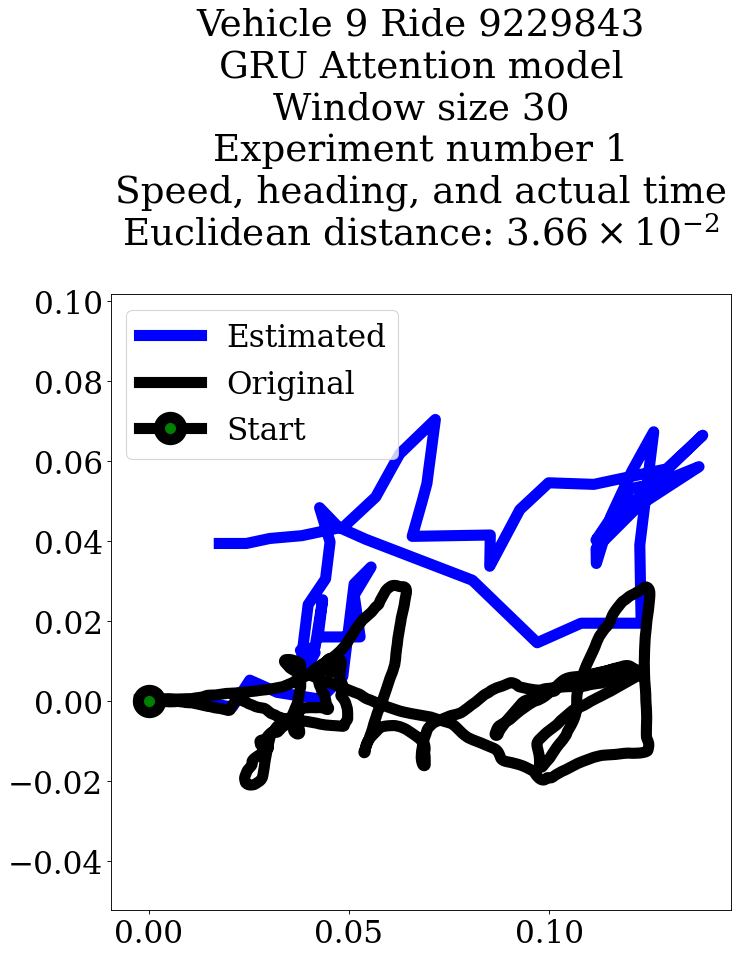 Vehicle 9 Ride 9229843
GRU Attention model
Window size 30
Experiment number 1
Speed, heading, and actual time
Euclidean distance: 3.66 × 10⁻²
0.10
Estimated
0.08
Original
Start
0.06
0.04
0.02
0.00
−0.02
−0.04
0.00 0.05 0.10